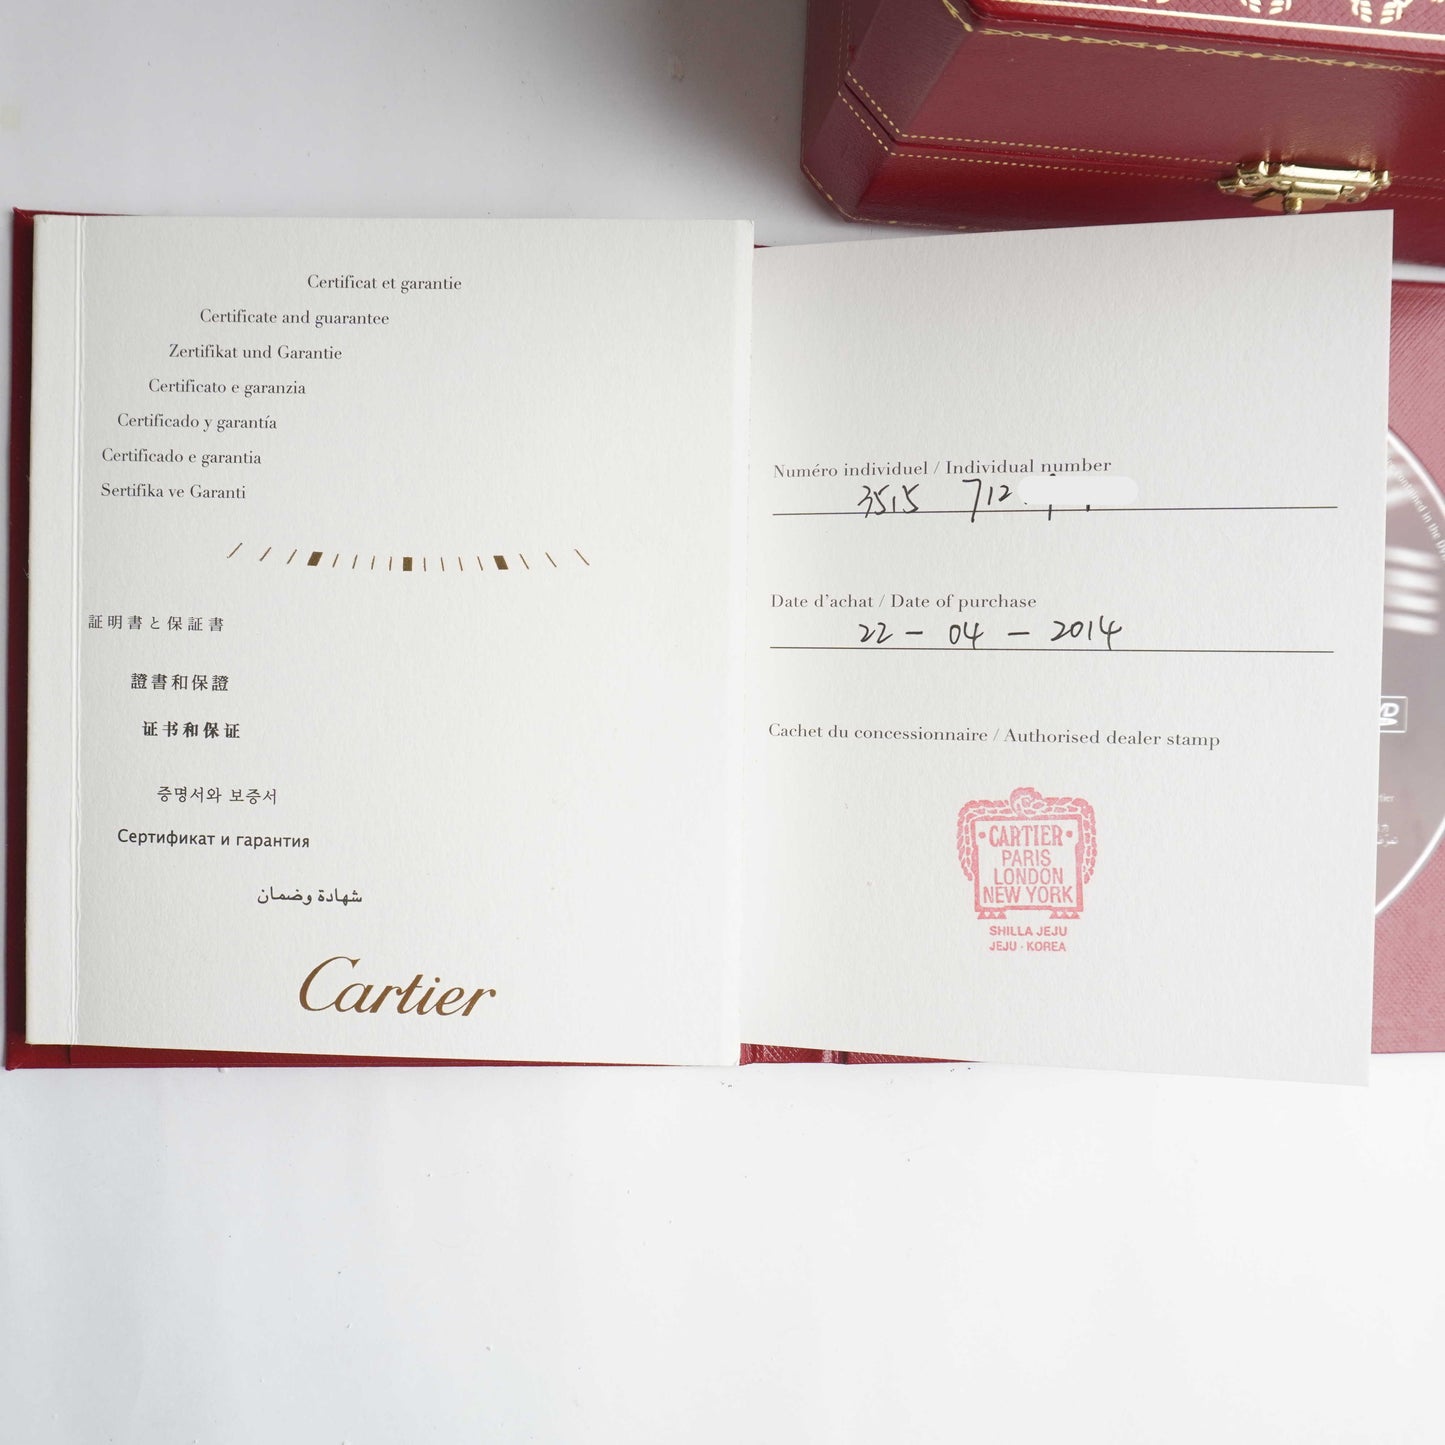 Certificat et garantie
Certificate and guarantee
Zertifikat und Garantie
Certificato e garanzia
Certificado y garantía
Certificado e garantia
Sertifika ve Garanti
証明書と保証書
證書和保證
证书和保证
증명서와 보증서
Сертификат и гарантия
شهادة وضمان
Cartier
Numéro individuel / Individual number
3515 712
Date d'achat / Date of purchase
22 - 04 - 2014
Cachet du concessionnaire / Authorised dealer stamp
CARTIER
PARIS
LONDON
NEW YORK
SHILLA JEJU
JEJU · KOREA
contained in the